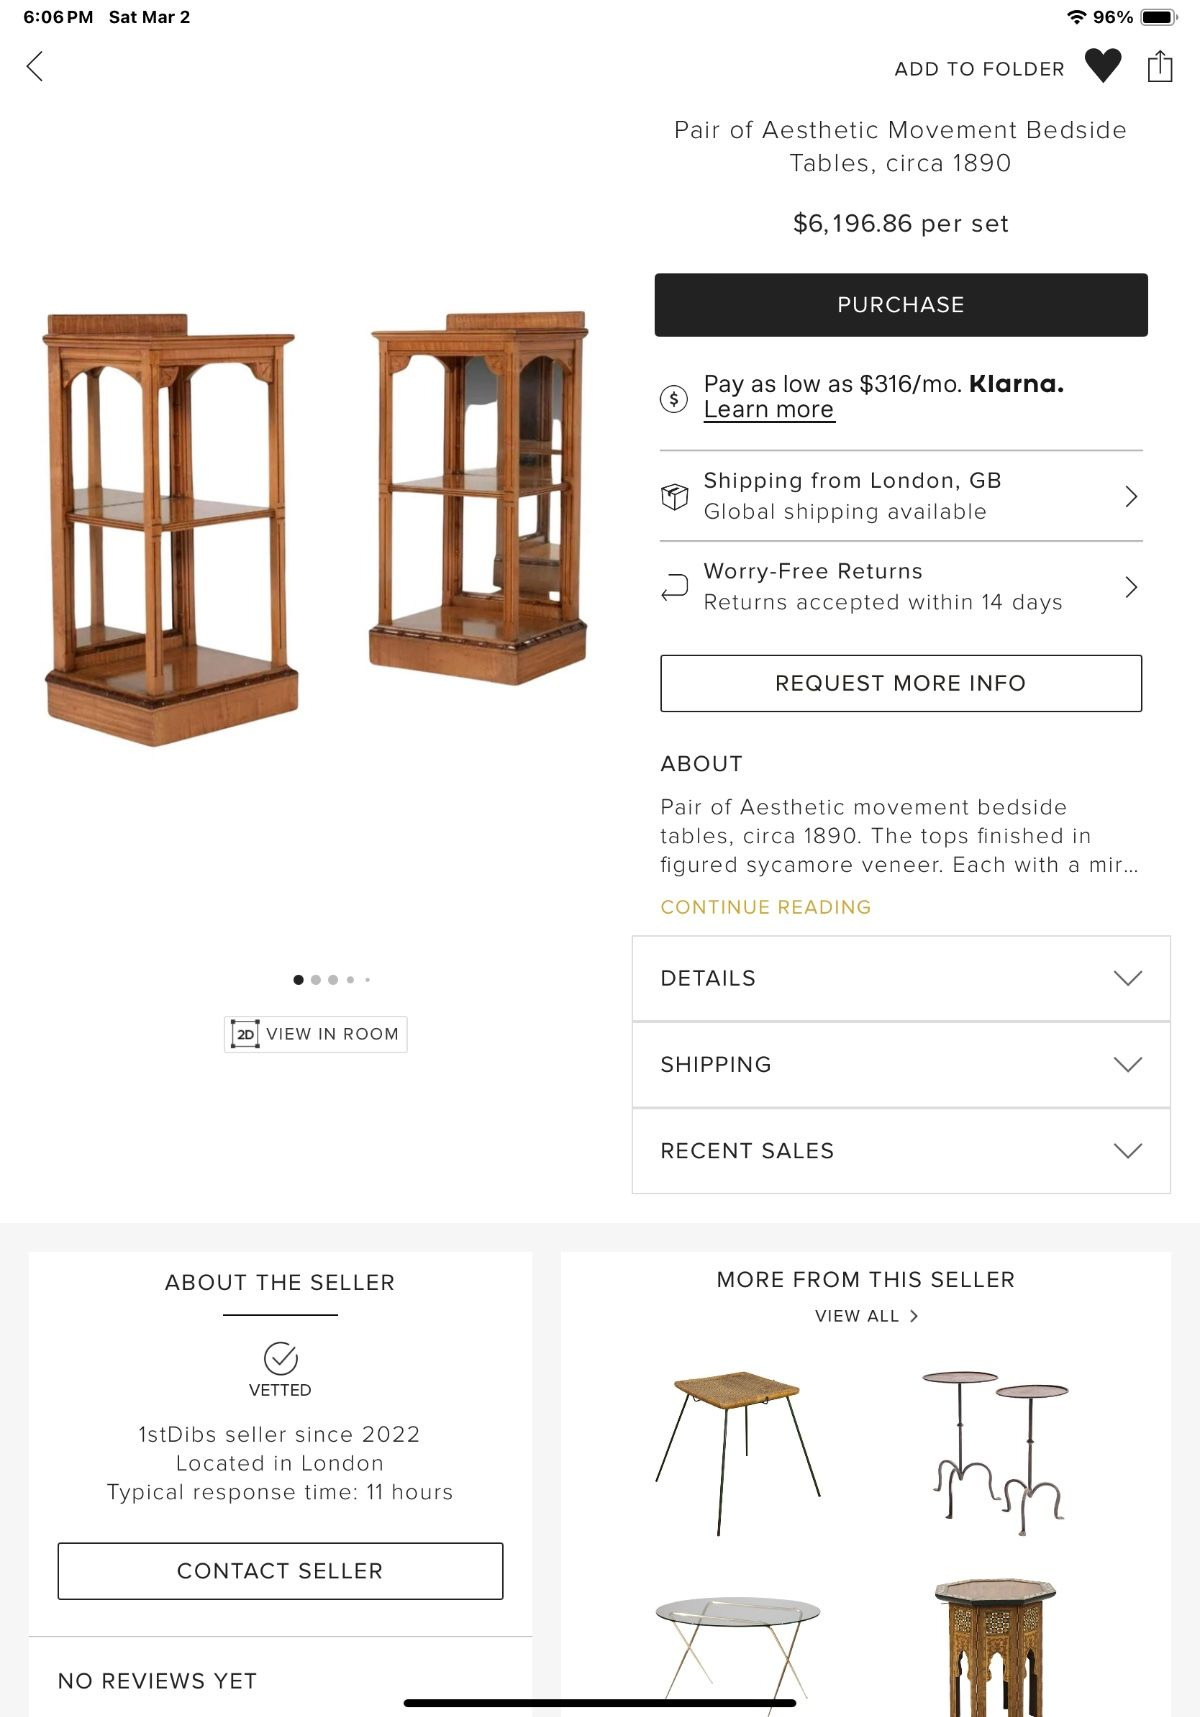 6:06 PM Sat Mar 2
96%
ADD TO FOLDER
Pair of Aesthetic Movement Bedside
Tables, circa 1890
$6,196.86 per set
PURCHASE
$
Pay as low as $316/mo. Klarna.
Learn more
Shipping from London, GB
Global shipping available
Worry-Free Returns
Returns accepted within 14 days
REQUEST MORE INFO
ABOUT
Pair of Aesthetic movement bedside
tables, circa 1890. The tops finished in
figured sycamore veneer. Each with a mir...
CONTINUE READING
2D VIEW IN ROOM
DETAILS
SHIPPING
RECENT SALES
ABOUT THE SELLER
VETTED
1stDibs seller since 2022
Located in London
Typical response time: 11 hours
CONTACT SELLER
NO REVIEWS YET
MORE FROM THIS SELLER
VIEW ALL